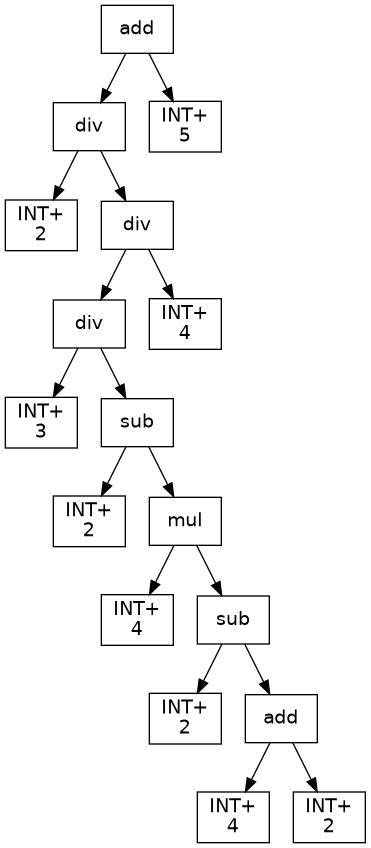 add
div
INT+
5
INT+
2
div
div
INT+
4
INT+
3
sub
INT+
2
mul
INT+
4
sub
INT+
2
add
INT+
4
INT+
2